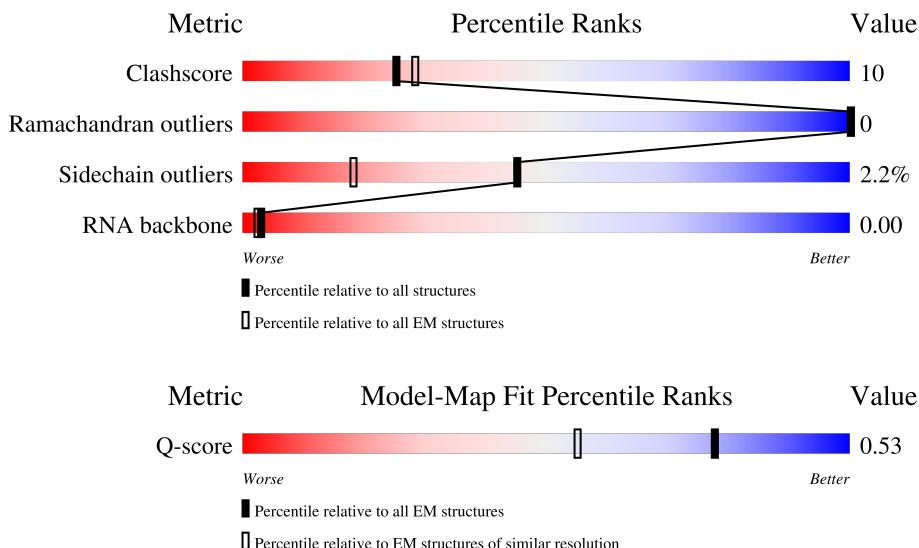 Metric Percentile Ranks Value
Clashscore 10
Ramachandran outliers 0
Sidechain outliers 2.2%
RNA backbone 0.00
Worse Better
Percentile relative to all structures
Percentile relative to all EM structures
Metric Model-Map Fit Percentile Ranks Value
Q-score 0.53
Worse Better
Percentile relative to all EM structures
Percentile relative to EM structures of similar resolution